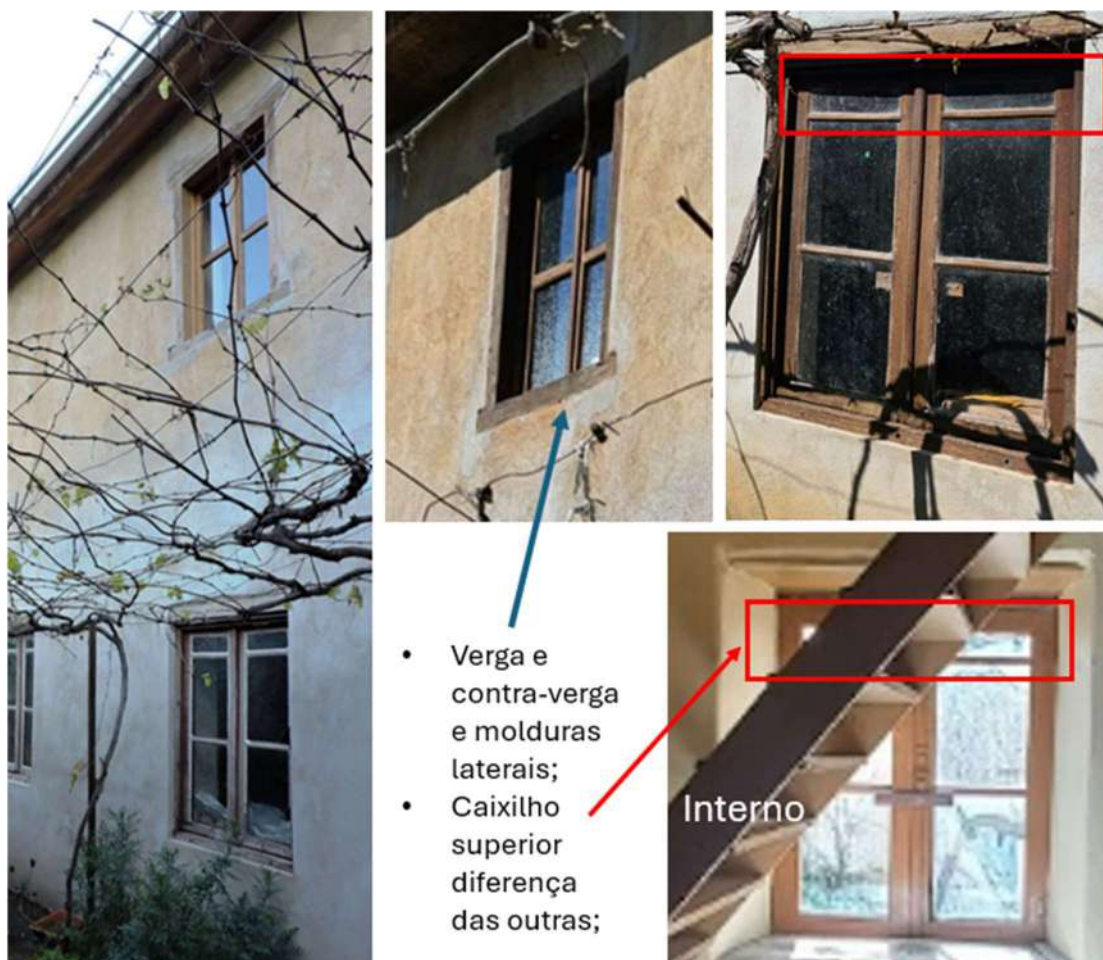 • Verga e
contra-verga
e molduras
laterais;
• Caixilho
superior
diferença
das outras;
Interno